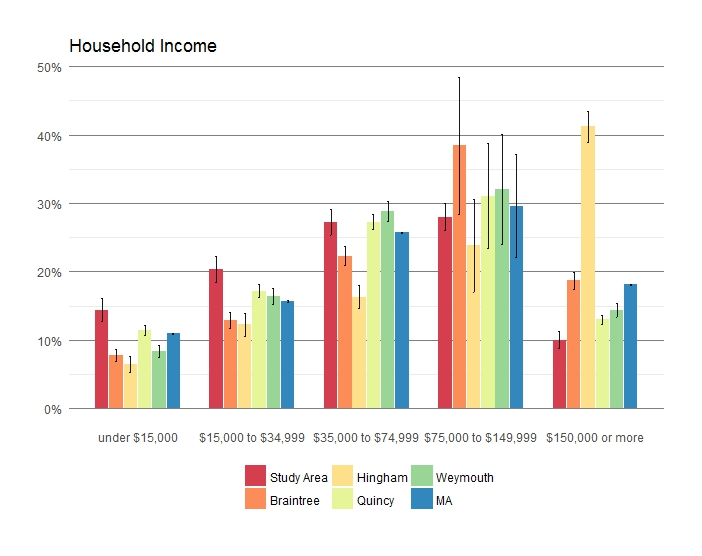 Household Income
50%
40%
30%
20%
10%
0%
under $15,000 $15,000 to $34,999 $35,000 to $74,999 $75,000 to $149,999 $150,000 or more
Study Area Hingham Weymouth
Braintree Quincy MA